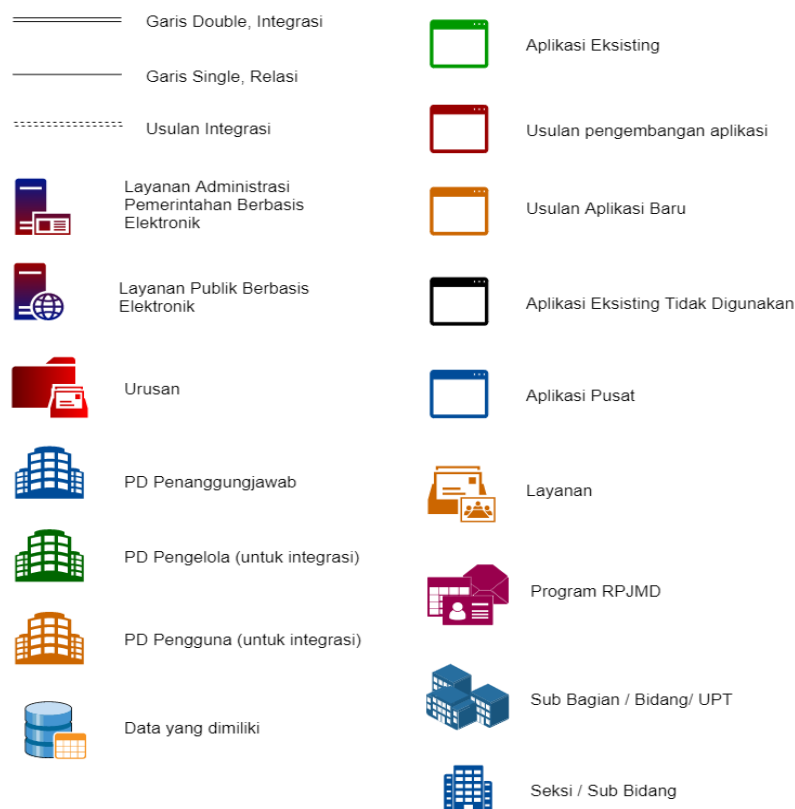 Garis Double, Integrasi
Garis Single, Relasi
Usulan Integrasi
Layanan Administrasi
Pemerintahan Berbasis
Elektronik
Layanan Publik Berbasis
Elektronik
Urusan
PD Penanggungjawab
PD Pengelola (untuk integrasi)
PD Pengguna (untuk integrasi)
Data yang dimiliki
Aplikasi Eksisting
Usulan pengembangan aplikasi
Usulan Aplikasi Baru
Aplikasi Eksisting Tidak Digunakan
Aplikasi Pusat
Layanan
Program RPJMD
Sub Bagian / Bidang/ UPT
Seksi / Sub Bidang